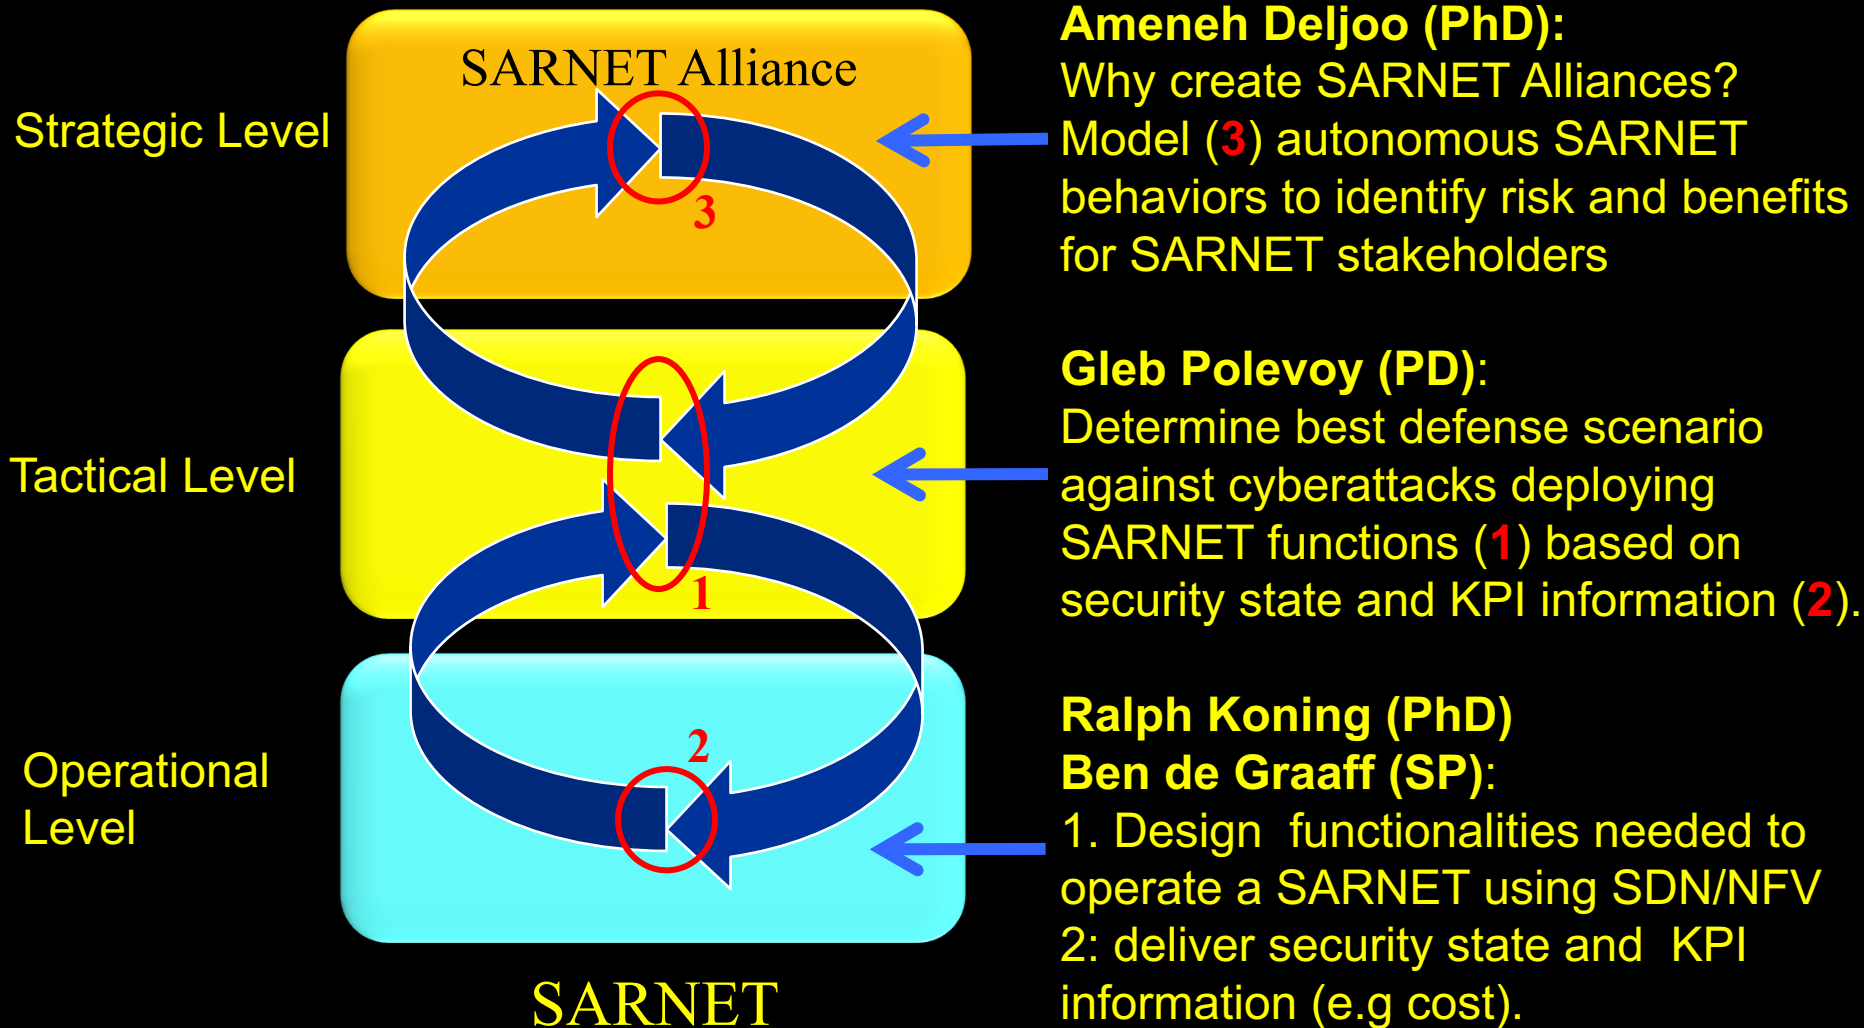 SARNET Alliance
Strategic Level
3
Ameneh Deljoo (PhD):
Why create SARNET Alliances?
Model (3) autonomous SARNET
behaviors to identify risk and benefits
for SARNET stakeholders
Tactical Level
1
Gleb Polevoy (PD):
Determine best defense scenario
against cyberattacks deploying
SARNET functions (1) based on
security state and KPI information (2).
Operational
Level
2
Ralph Koning (PhD)
Ben de Graaff (SP):
1. Design  functionalities needed to
operate a SARNET using SDN/NFV
2: deliver security state and  KPI
information (e.g cost).
SARNET